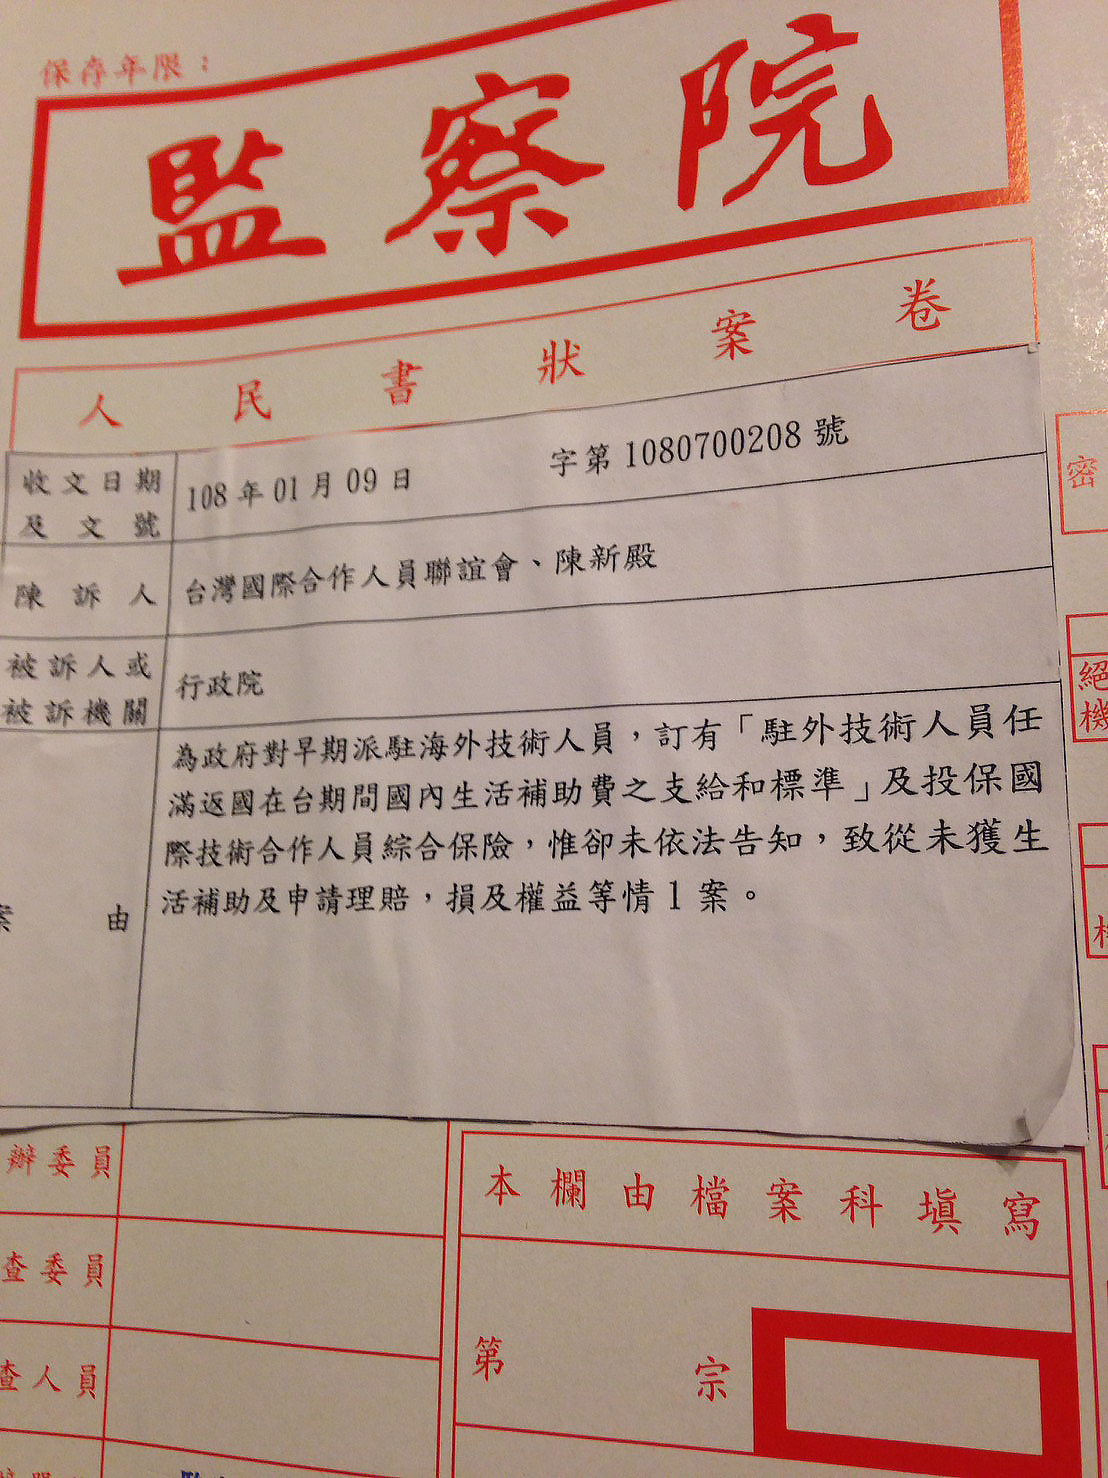 保存年限：
監察院
人民書狀案卷
收文日期及文號
108年01月09日 字第1080700208號
陳訴人
台灣國際合作人員聯誼會、陳新殿
被訴人或被訴機關
行政院
案由
為政府對早期派駐海外技術人員，訂有「駐外技術人員任
滿返國在台期間國內生活補助費之支給和標準」及投保國
際技術合作人員綜合保險，惟卻未依法告知，致從未獲生
活補助及申請理賠，損及權益等情1案。
密
絕
機
辦委員
查委員
查人員
本欄由檔案科填寫
第 宗